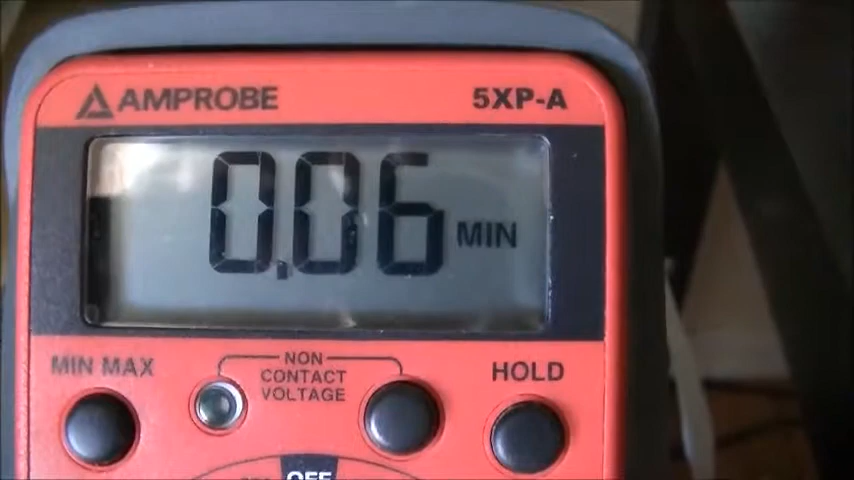 AMPROBE 5XP-A
0.06 MIN
MIN MAX
NON
CONTACT
VOLTAGE
HOLD
OFF